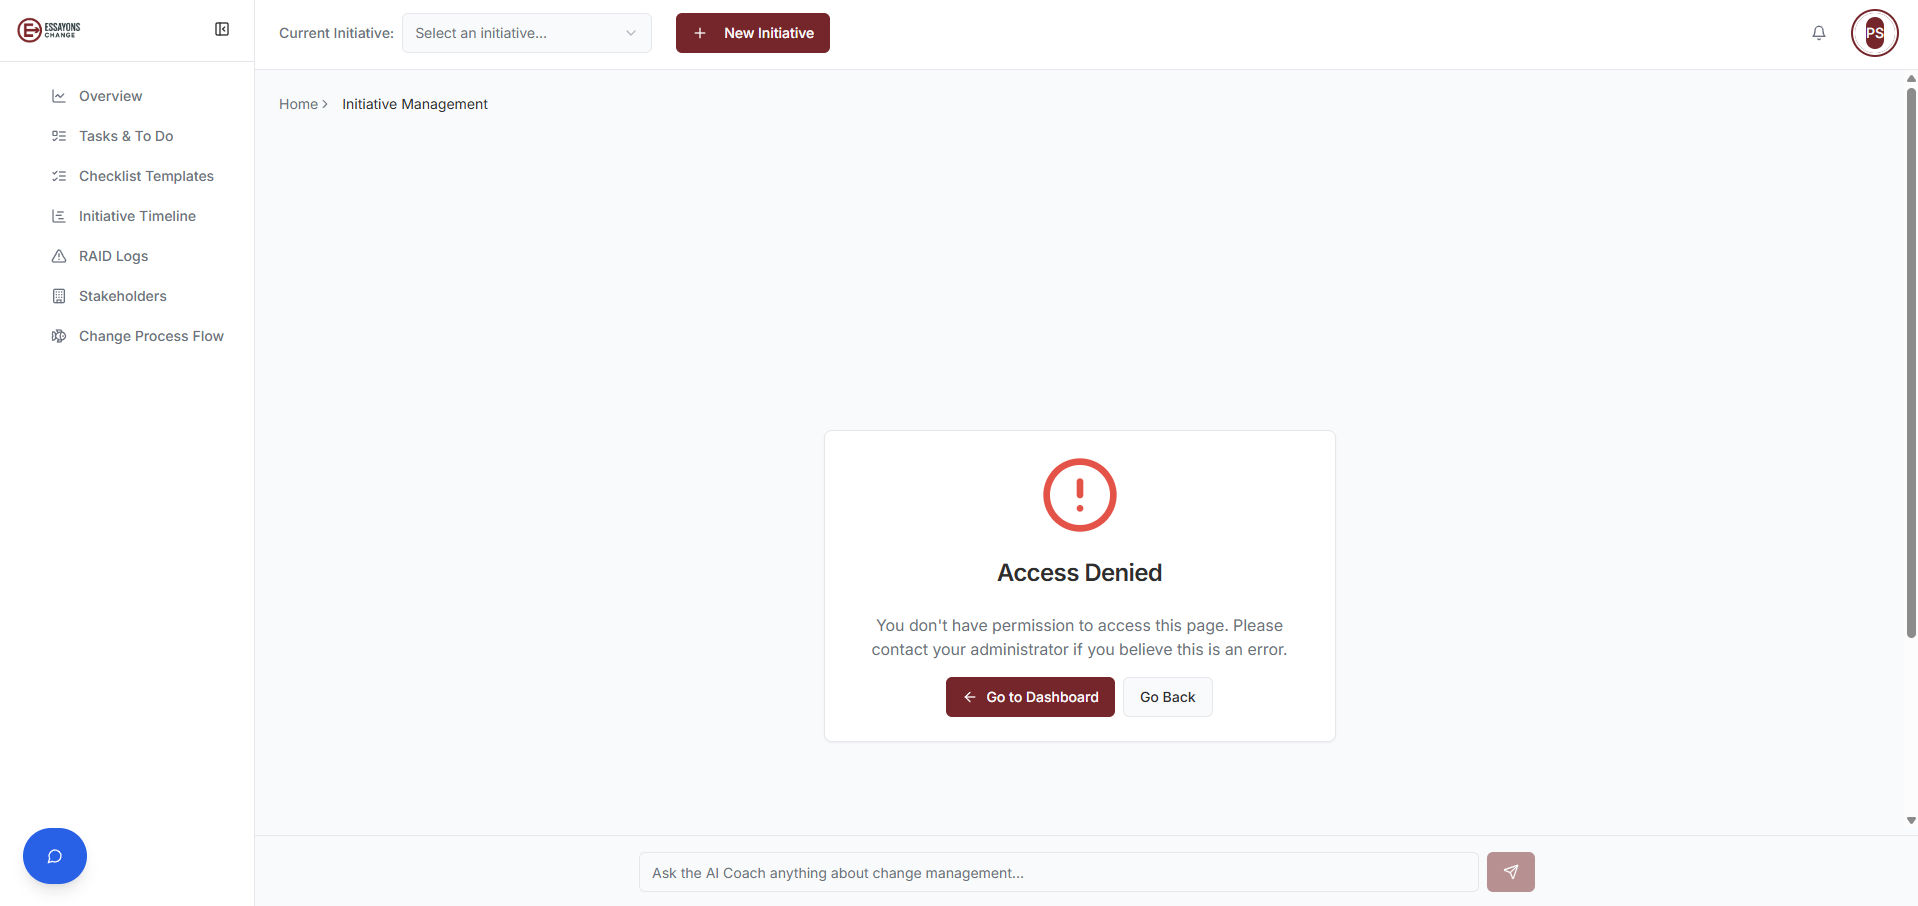 ESSAYONS
CHANGE
Current Initiative:
Select an initiative...
New Initiative
PS
Overview
Tasks & To Do
Checklist Templates
Initiative Timeline
RAID Logs
Stakeholders
Change Process Flow
Home
Initiative Management
Access Denied
You don't have permission to access this page. Please
contact your administrator if you believe this is an error.
Go to Dashboard
Go Back
Ask the AI Coach anything about change management...